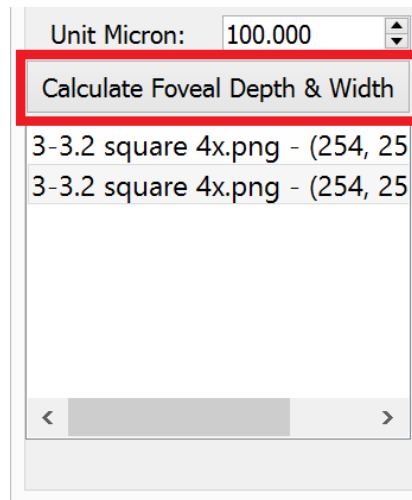 Unit Micron: 100.000
Calculate Foveal Depth & Width
3-3.2 square 4x.png - (254, 25
3-3.2 square 4x.png - (254, 25